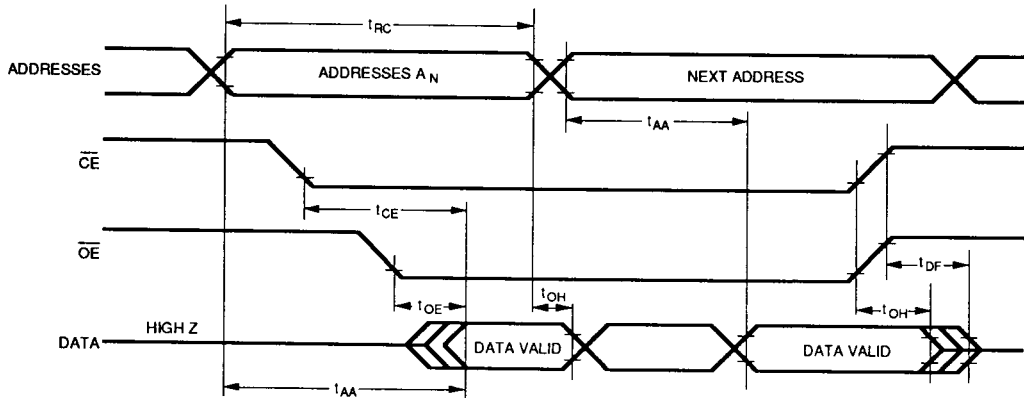 tRC
ADDRESSES
ADDRESSES AN
NEXT ADDRESS
tAA
CE
tCE
OE
tDF
tOE
tOH
tOH
HIGH Z
DATA
DATA VALID
DATA VALID
tAA